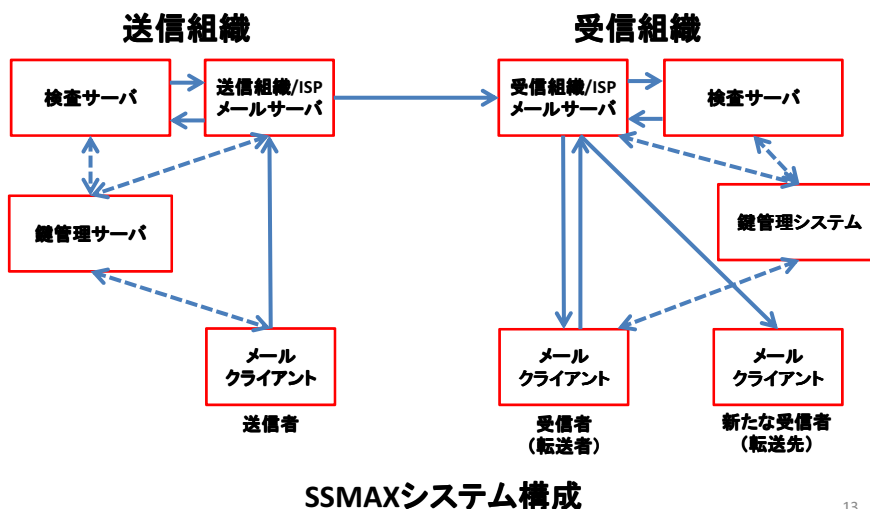 送信組織
受信組織
検査サーバ
送信組織/ISP
メールサーバ
受信組織/ISP
メールサーバ
検査サーバ
鍵管理サーバ
鍵管理システム
メール
クライアント
メール
クライアント
メール
クライアント
送信者
受信者
（転送者）
新たな受信者
（転送先）
SSMAXシステム構成
13